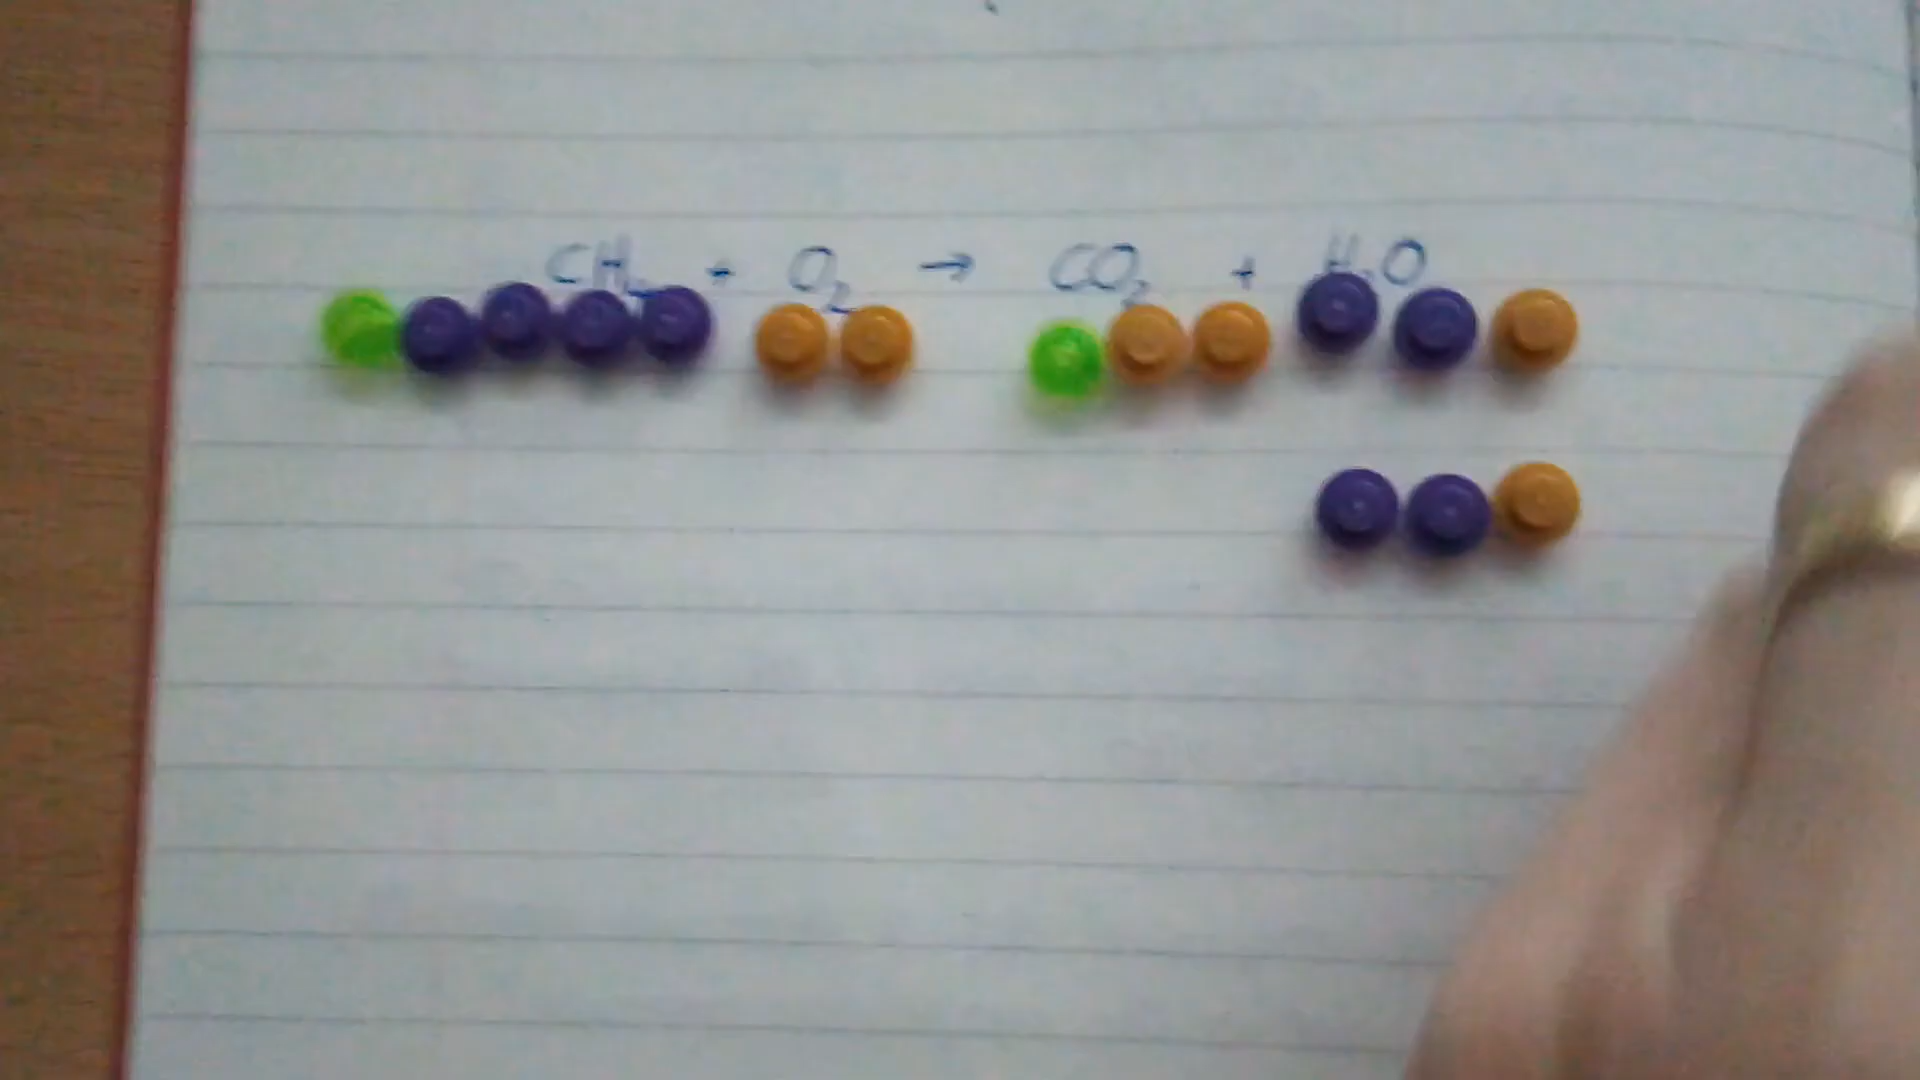 CH₄ + O₂ → CO₂ + H₂O